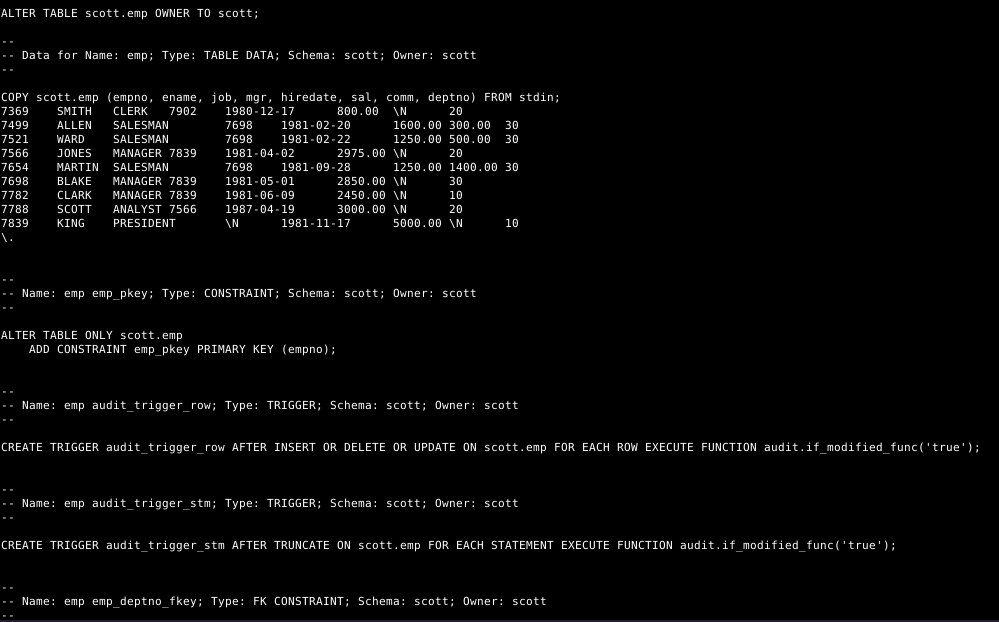 ALTER TABLE scott.emp OWNER TO scott;
--
-- Data for Name: emp; Type: TABLE DATA; Schema: scott; Owner: scott
--
COPY scott.emp (empno, ename, job, mgr, hiredate, sal, comm, deptno) FROM stdin;
7369	SMITH	CLERK	7902	1980-12-17	800.00	\N	20
7499	ALLEN	SALESMAN	7698	1981-02-20	1600.00	300.00	30
7521	WARD	SALESMAN	7698	1981-02-22	1250.00	500.00	30
7566	JONES	MANAGER	7839	1981-04-02	2975.00	\N	20
7654	MARTIN	SALESMAN	7698	1981-09-28	1250.00	1400.00	30
7698	BLAKE	MANAGER	7839	1981-05-01	2850.00	\N	30
7782	CLARK	MANAGER	7839	1981-06-09	2450.00	\N	10
7788	SCOTT	ANALYST	7566	1987-04-19	3000.00	\N	20
7839	KING	PRESIDENT	\N	1981-11-17	5000.00	\N	10
\.
--
-- Name: emp emp_pkey; Type: CONSTRAINT; Schema: scott; Owner: scott
--
ALTER TABLE ONLY scott.emp
    ADD CONSTRAINT emp_pkey PRIMARY KEY (empno);
--
-- Name: emp audit_trigger_row; Type: TRIGGER; Schema: scott; Owner: scott
--
CREATE TRIGGER audit_trigger_row AFTER INSERT OR DELETE OR UPDATE ON scott.emp FOR EACH ROW EXECUTE FUNCTION audit.if_modified_func('true');
--
-- Name: emp audit_trigger_stm; Type: TRIGGER; Schema: scott; Owner: scott
--
CREATE TRIGGER audit_trigger_stm AFTER TRUNCATE ON scott.emp FOR EACH STATEMENT EXECUTE FUNCTION audit.if_modified_func('true');
--
-- Name: emp emp_deptno_fkey; Type: FK CONSTRAINT; Schema: scott; Owner: scott
--